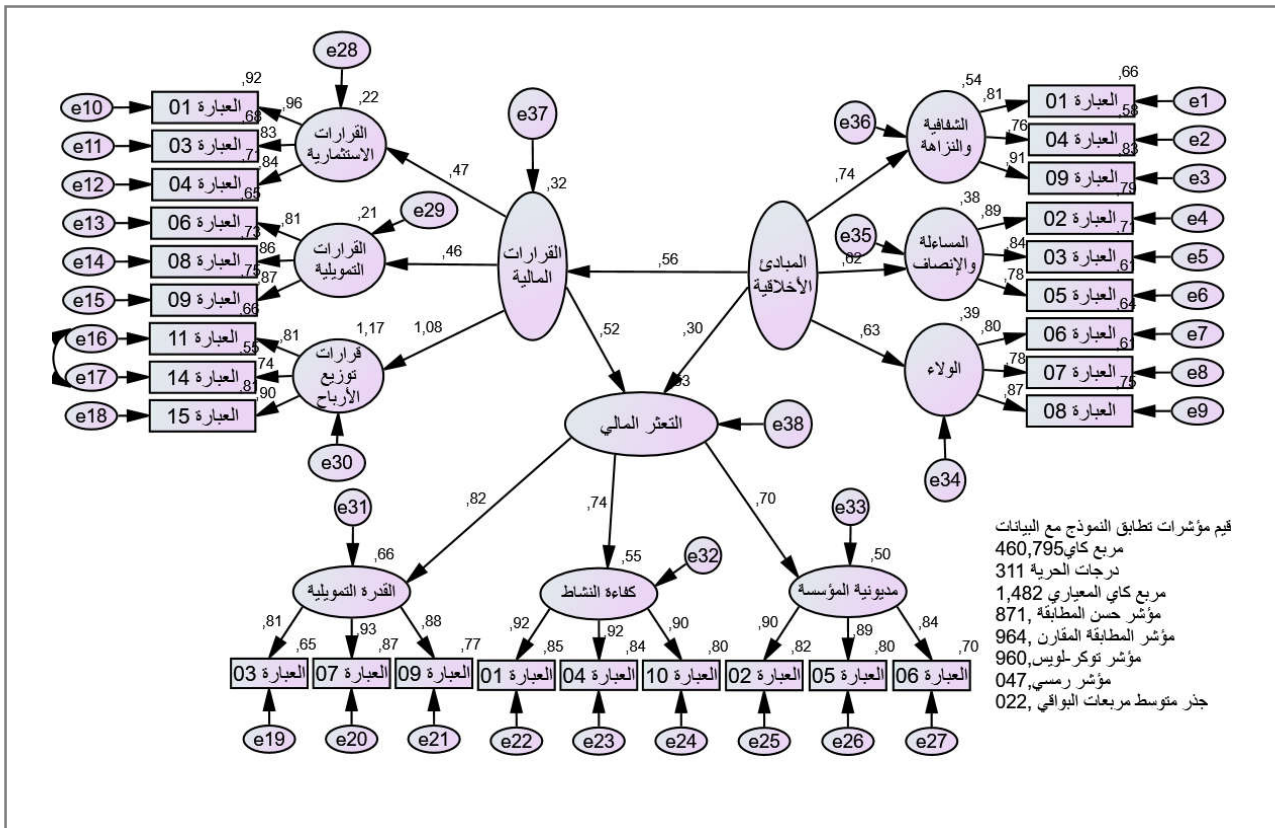 e28
,92
,54
,66
e10
العبارة 01
,96
,22
e37
,81
العبارة 01
e1
,68
القرارات
الاستثمارية
e36
الشفافية
والنزاهة
,58
e11
العبارة 03
,83
,76
العبارة 04
e2
,71
,83
e12
العبارة 04
,84
,47
,32
,74
,91
العبارة 09
e3
,65
,79
e13
العبارة 06
,81
,21
e29
,38
,89
العبارة 02
e4
,73
القرارات
التمويلية
القرارات
المالية
المبادئ
الأخلاقية
e35
المساءلة
والإنصاف
,71
e14
العبارة 08
,86
,46
,56
,62
,84
العبارة 03
e5
,75
,61
e15
العبارة 09
,87
,78
العبارة 05
e6
,66
,64
e16
العبارة 11
,81
1,17
1,08
,52
,30
,63
,39
,80
العبارة 06
e7
,55
قرارات
توزيع
الأرباح
الولاء
,61
e17
العبارة 14
,74
,78
العبارة 07
e8
,81
,53
,75
e18
العبارة 15
,90
,87
العبارة 08
e9
التعثر المالي
e38
e30
e34
,82
,74
,70
e31
e33
,66
,55
e32
,50
القدرة التمويلية
كفاءة النشاط
مديونية المؤسسة
,81
,93
,88
,92
,92
,90
,90
,89
,84
,65
,87
,77
,85
,84
,80
,82
,80
,70
العبارة 03
العبارة 07
العبارة 09
العبارة 01
العبارة 04
العبارة 10
العبارة 02
العبارة 05
العبارة 06
e19
e20
e21
e22
e23
e24
e25
e26
e27
قيم مؤشرات تطابق النموذج مع البيانات
مربع كاي460,795
درجات الحرية 311
مربع كاي المعياري 1,482
مؤشر حسن المطابقة ,871
مؤشر المطابقة المقارن ,964
مؤشر توكر-لويس,960
مؤشر رمسي,047
جذر متوسط مربعات البواقي ,022